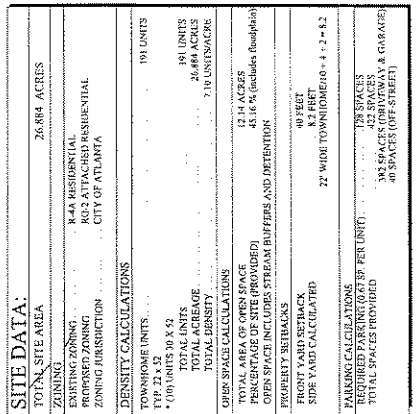 SITE DATA:
TOTAL SITE AREA 26.884 ACRES
ZONING
EXISTING ZONING R-4A RESIDENTIAL
PROPOSED ZONING RG-2 ATTACHED RESIDENTIAL
ZONING JURISDICTION CITY OF ATLANTA
DENSITY CALCULATIONS
TOWNHOME UNITS 191 UNITS
TYP. 22 x 52
UNITS 30 X 52
TOTAL UNITS 191 UNITS
TOTAL ACREAGE 26.884 ACRES
TOTAL DENSITY 7.10 UNITS/ACRE
OPEN SPACE CALCULATIONS
TOTAL AREA OF OPEN SPACE 12.14 ACRES
PERCENTAGE OF SITE (PROVIDED) 45.16 % (includes floodplain)
OPEN SPACE INCLUDES STREAM BUFFERS AND DETENTION
PROPERTY SETBACKS
FRONT YARD SETBACK 40 FEET
SIDE YARD CALCULATED 8.2 FEET
22' WIDE TOWNHOME/10 + 4 + 2 = 8.2
PARKING CALCULATIONS
REQUIRED PARKING (0.67 SP. PER UNIT) 128 SPACES
TOTAL SPACES PROVIDED 422 SPACES
382 SPACES (DRIVEWAY & GARAGE)
40 SPACES (OFF-STREET)